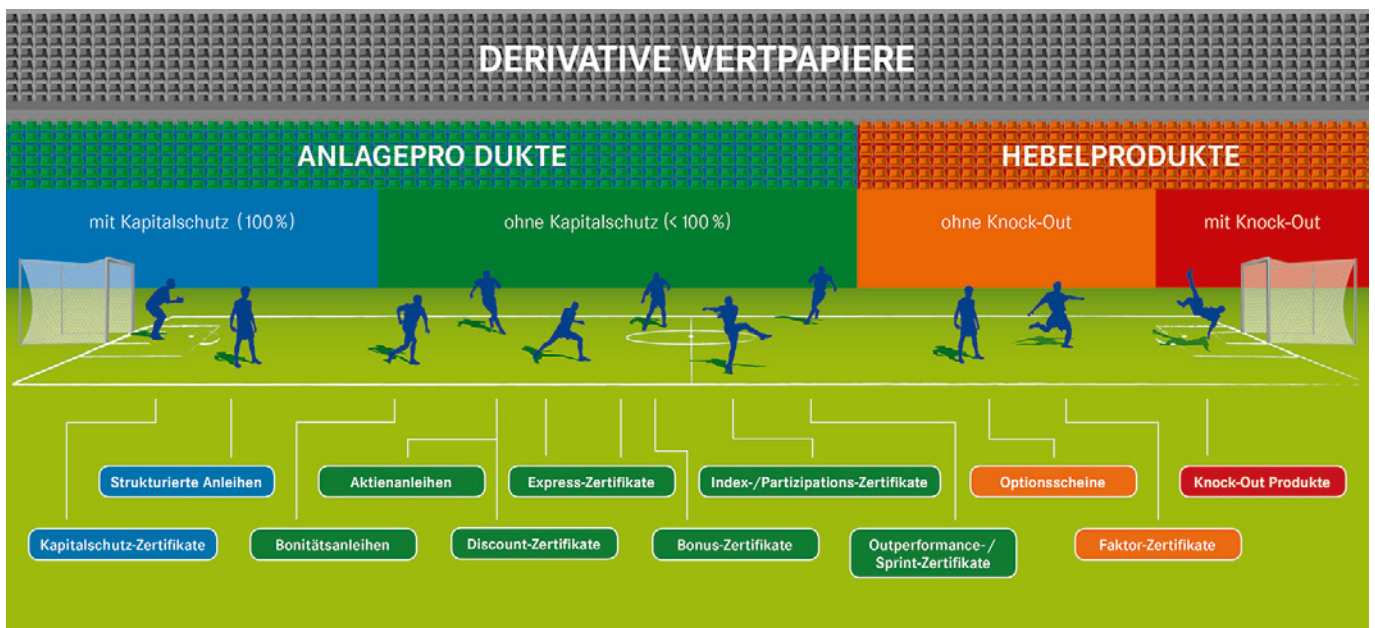 DERIVATIVE WERTPAPIERE
ANLAGEPRO DUKTE
HEBELPRODUKTE
mit Kapitalschutz (100 %)
ohne Kapitalschutz (< 100 %)
ohne Knock-Out
mit Knock-Out
Strukturierte Anleihen
Aktienanleihen
Express-Zertifikate
Index-/Partizipations-Zertifikate
Optionsscheine
Knock-Out Produkte
Kapitalschutz-Zertifikate
Bonitätsanleihen
Discount-Zertifikate
Bonus-Zertifikate
Outperformance-/
Sprint-Zertifikate
Faktor-Zertifikate